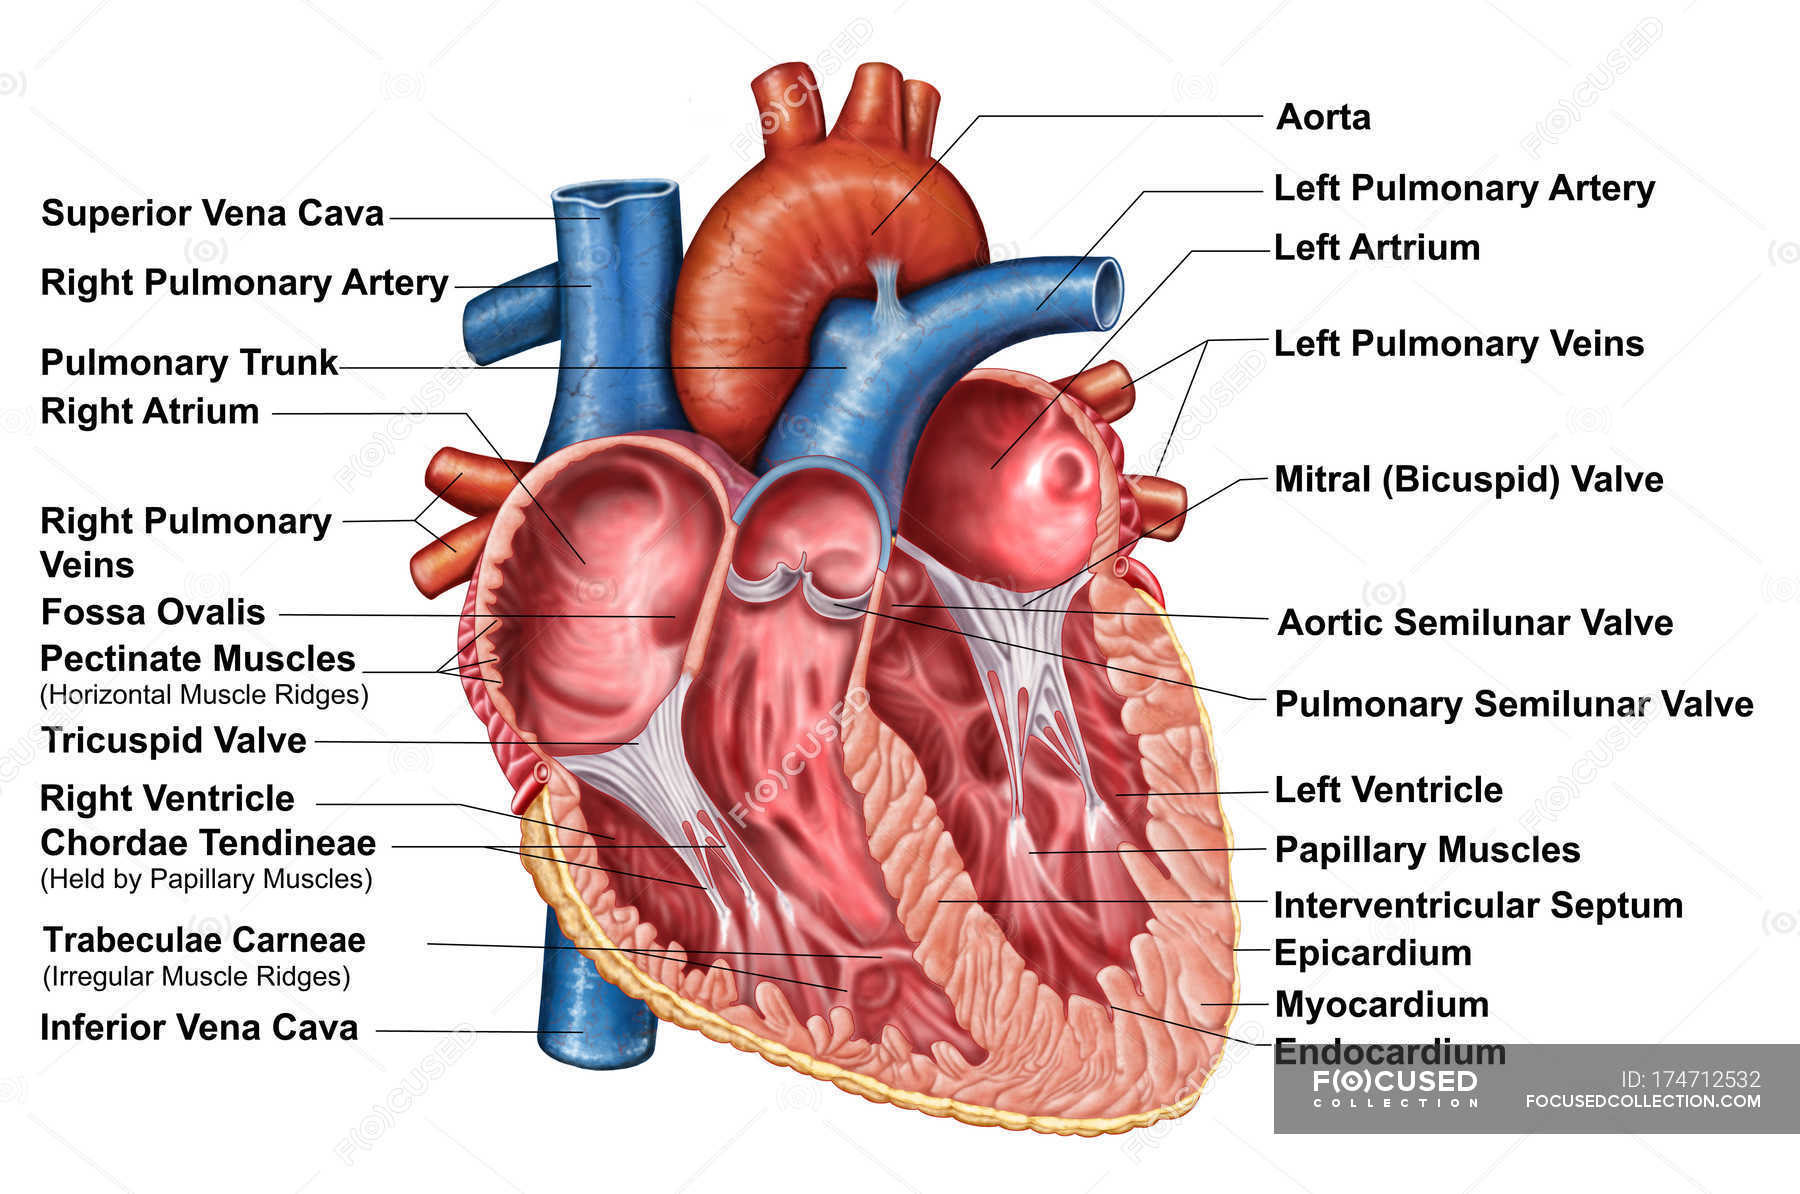 Superior Vena Cava
Right Pulmonary Artery
Pulmonary Trunk
Right Atrium
Right Pulmonary
Veins
Fossa Ovalis
Pectinate Muscles
(Horizontal Muscle Ridges)
Tricuspid Valve
Right Ventricle
Chordae Tendineae
(Held by Papillary Muscles)
Trabeculae Carneae
(Irregular Muscle Ridges)
Inferior Vena Cava
Aorta
Left Pulmonary Artery
Left Artrium
Left Pulmonary Veins
Mitral (Bicuspid) Valve
Aortic Semilunar Valve
Pulmonary Semilunar Valve
Left Ventricle
Papillary Muscles
Interventricular Septum
Epicardium
Myocardium
Endocardium
FOCUSED
COLLECTION
ID: 174712532
FOCUSEDCOLLECTION.COM